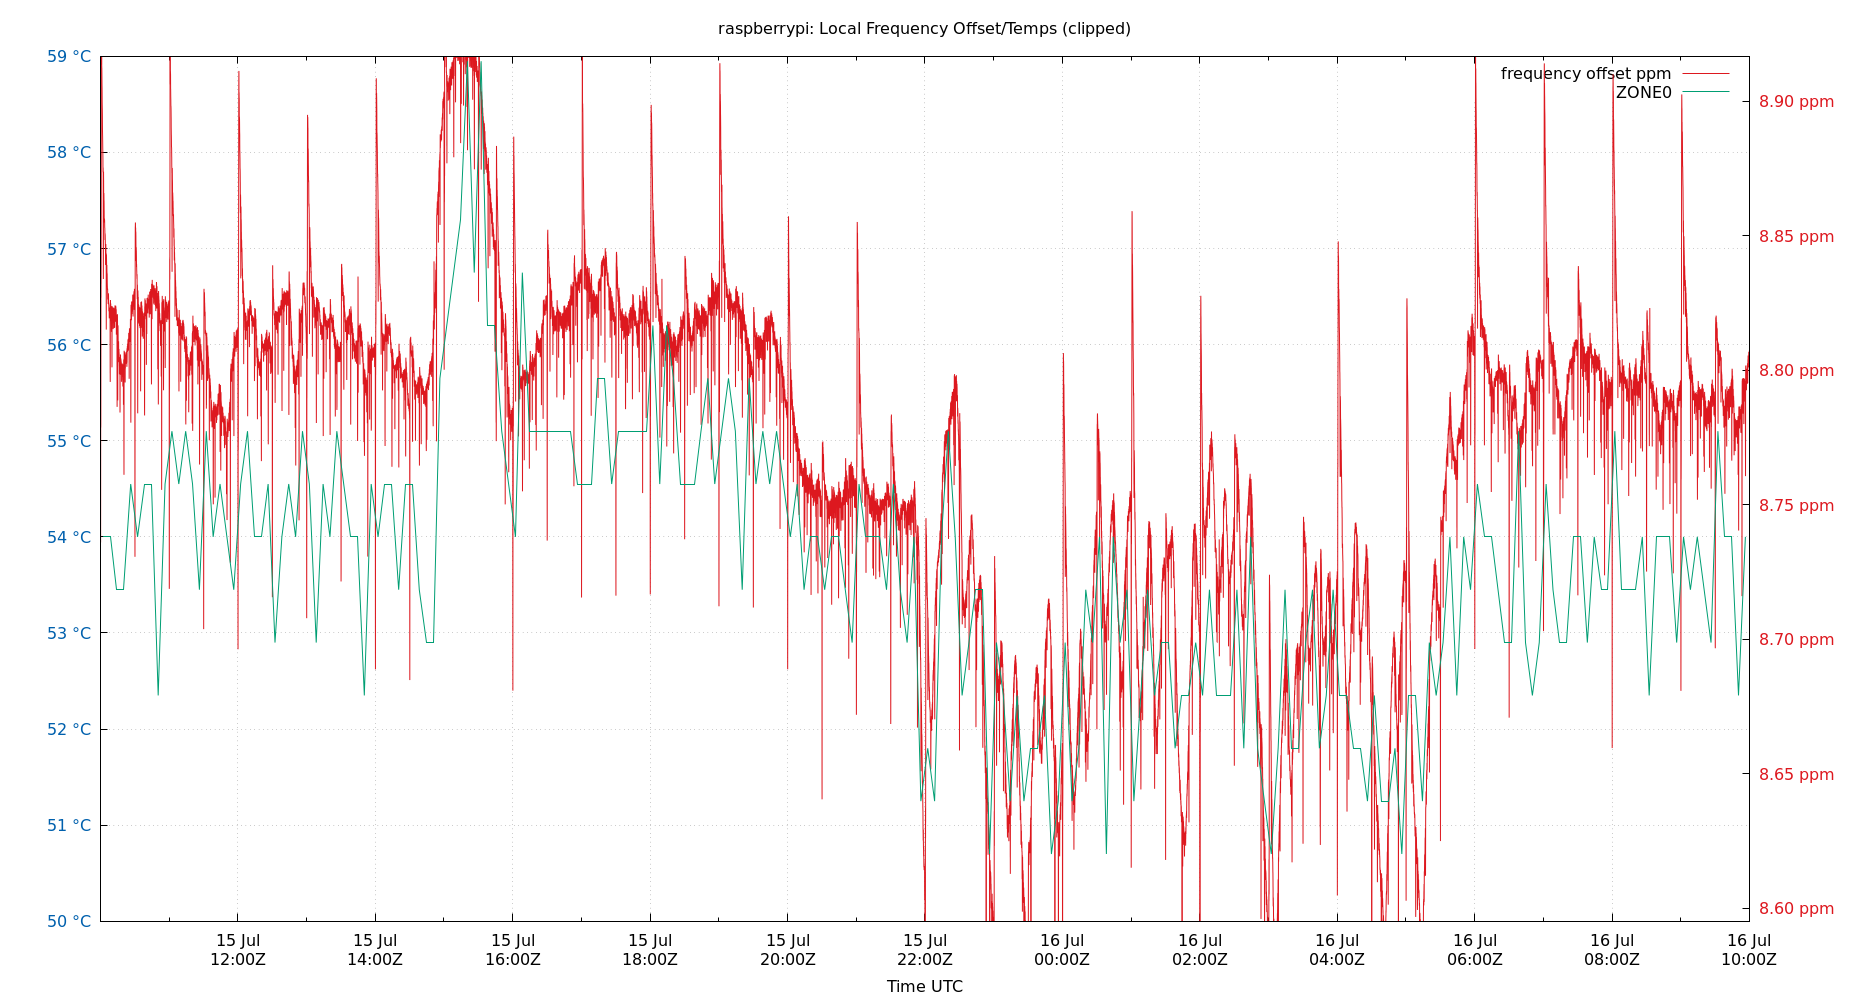 raspberrypi: Local Frequency Offset/Temps (clipped)
frequency offset ppm
ZONE0
59 °C
58 °C
57 °C
56 °C
55 °C
54 °C
53 °C
52 °C
51 °C
50 °C
8.90 ppm
8.85 ppm
8.80 ppm
8.75 ppm
8.70 ppm
8.65 ppm
8.60 ppm
15 Jul
12:00Z
15 Jul
14:00Z
15 Jul
16:00Z
15 Jul
18:00Z
15 Jul
20:00Z
15 Jul
22:00Z
16 Jul
00:00Z
16 Jul
02:00Z
16 Jul
04:00Z
16 Jul
06:00Z
16 Jul
08:00Z
16 Jul
10:00Z
Time UTC